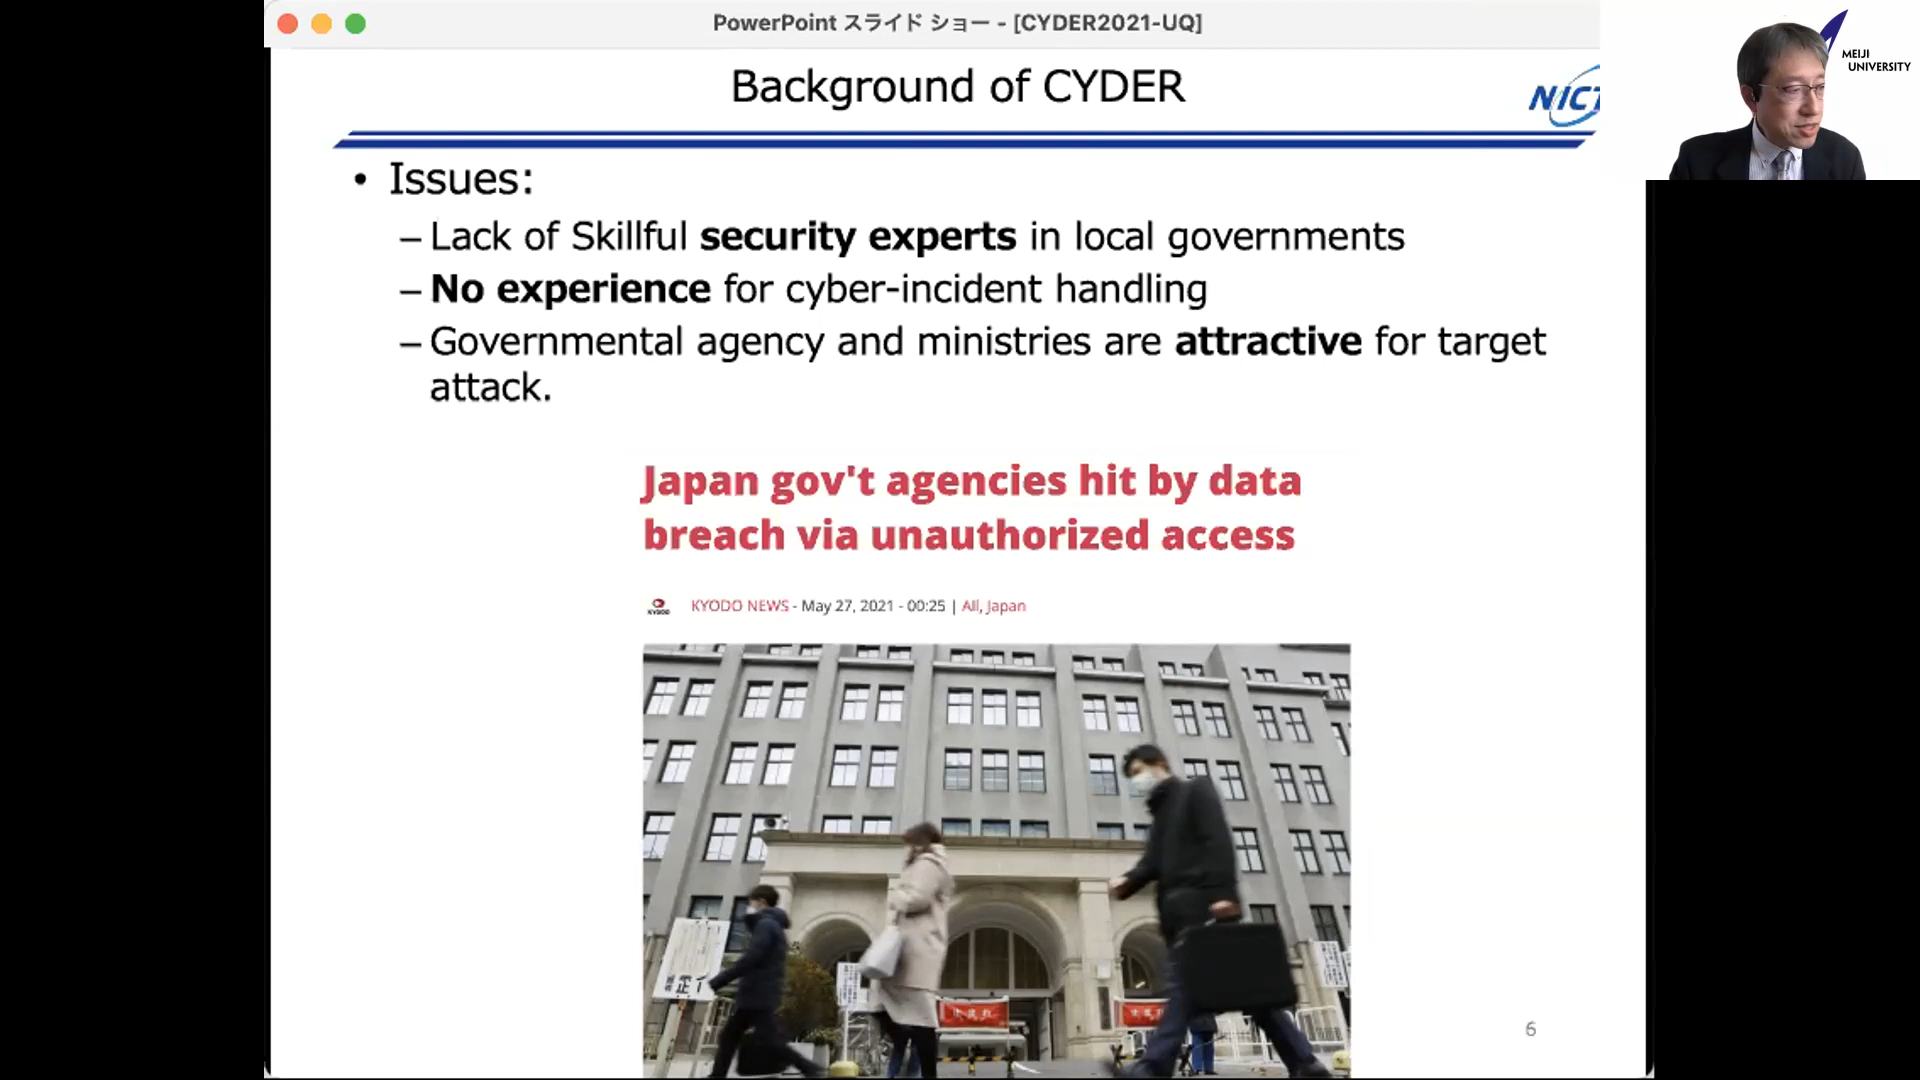 PowerPoint スライド ショー - [CYDER2021-UQ]
MEIJI
UNIVERSITY
Background of CYDER
NICT
• Issues:
– Lack of Skillful security experts in local governments
– No experience for cyber-incident handling
– Governmental agency and ministries are attractive for target
attack.
Japan gov't agencies hit by data
breach via unauthorized access
KYODO
KYODO NEWS - May 27, 2021 - 00:25 | All, Japan
6